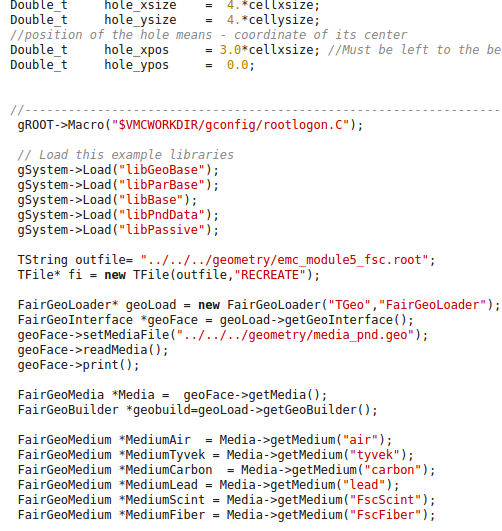 Double_t     hole_xsize    =  4.*cellxsize;
Double_t     hole_ysize    =  4.*cellysize;
//position of the hole means - coordinate of its center
Double_t     hole_xpos     = 3.0*cellxsize; //Must be left to the be
Double_t     hole_ypos     =  0.0;
//------------------------------------------------------------------
gROOT->Macro("$VMCWORKDIR/gconfig/rootlogon.C");
// Load this example libraries
gSystem->Load("libGeoBase");
gSystem->Load("libParBase");
gSystem->Load("libBase");
gSystem->Load("libPndData");
gSystem->Load("libPassive");
TString outfile= "../../../geometry/emc_module5_fsc.root";
TFile* fi = new TFile(outfile,"RECREATE");
FairGeoLoader* geoLoad = new FairGeoLoader("TGeo","FairGeoLoader");
FairGeoInterface *geoFace = geoLoad->getGeoInterface();
geoFace->setMediaFile("../../../geometry/media_pnd.geo");
geoFace->readMedia();
geoFace->print();
FairGeoMedia *Media =  geoFace->getMedia();
FairGeoBuilder *geobuild=geoLoad->getGeoBuilder();
FairGeoMedium *MediumAir  = Media->getMedium("air");
FairGeoMedium *MediumTyvek = Media->getMedium("tyvek");
FairGeoMedium *MediumCarbon  = Media->getMedium("carbon");
FairGeoMedium *MediumLead = Media->getMedium("lead");
FairGeoMedium *MediumScint = Media->getMedium("FscScint");
FairGeoMedium *MediumFiber = Media->getMedium("FscFiber");